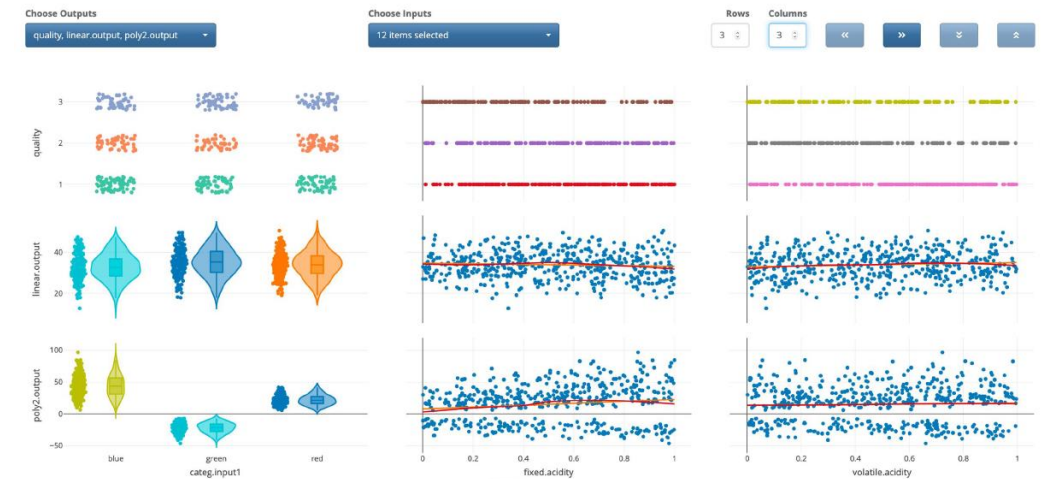 Choose Outputs
Choose Inputs
Rows
Columns
quality, linear.output, poly2.output
12 items selected
3
3
«
»
quality
3
2
1
linear.output
40
20
poly2.output
100
50
0
−50
blue
green
red
categ.input1
0
0.2
0.4
0.6
0.8
1
fixed.acidity
0
0.2
0.4
0.6
0.8
1
volatile.acidity